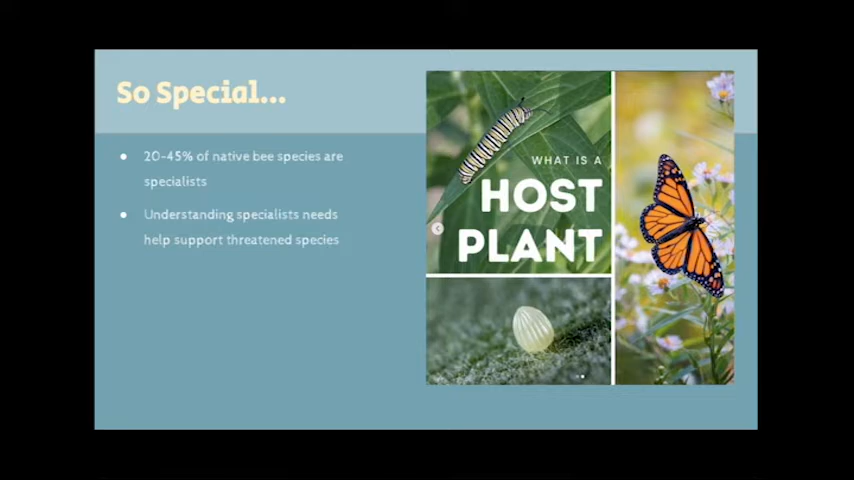 So Special...
20-45% of native bee species are
specialists
Understanding specialists needs
help support threatened species
WHAT IS A
HOST
PLANT